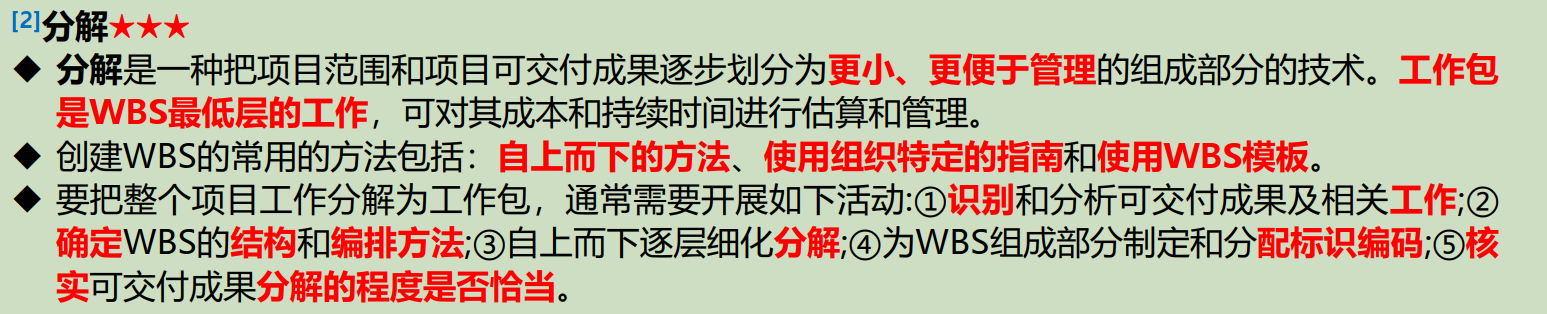 [2]分解★★★
◆ 分解是一种把项目范围和项目可交付成果逐步划分为更小、更便于管理的组成部分的技术。工作包
是WBS最低层的工作，可对其成本和持续时间进行估算和管理。
◆ 创建WBS的常用的方法包括：自上而下的方法、使用组织特定的指南和使用WBS模板。
◆ 要把整个项目工作分解为工作包，通常需要开展如下活动:①识别和分析可交付成果及相关工作;②
确定WBS的结构和编排方法;③自上而下逐层细化分解;④为WBS组成部分制定和分配标识编码;⑤核
实可交付成果分解的程度是否恰当。